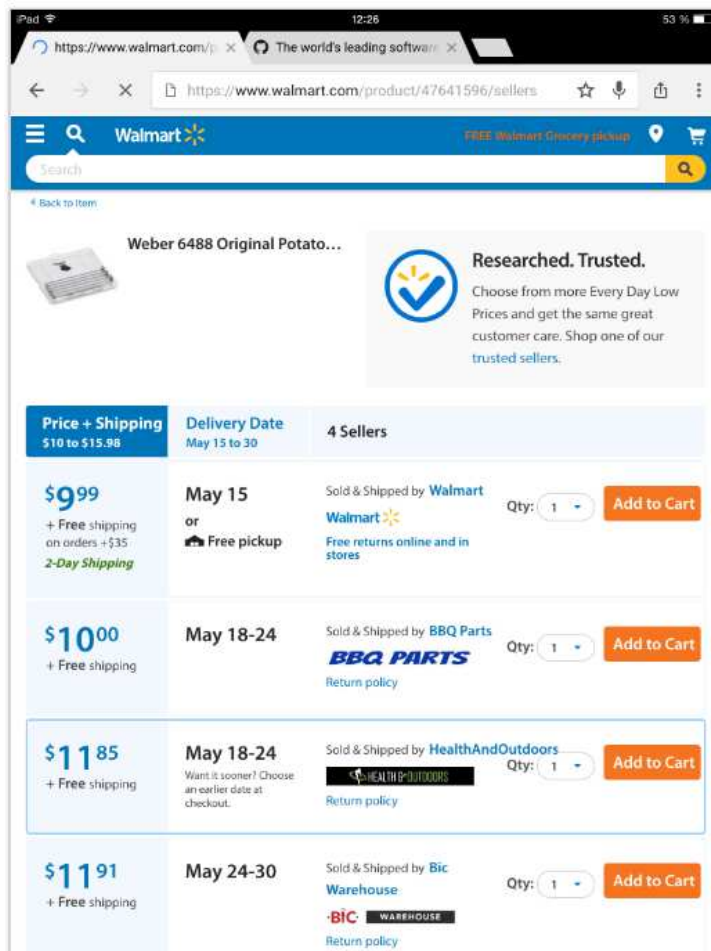 iPad 12:26 53 %
https://www.walmart.com/p The world's leading software
https://www.walmart.com/product/47641596/sellers
Walmart FREE Walmart Grocery pickup
Search
Back to Item
Weber 6488 Original Potato...
Researched. Trusted.
Choose from more Every Day Low
Prices and get the same great
customer care. Shop one of our
trusted sellers.
Price + Shipping Delivery Date 4 Sellers
$10 to $15.98 May 15 to 30
$9 99 May 15 Sold & Shipped by Walmart Qty: 1 Add to Cart
+ Free shipping or Walmart
on orders +$35 Free pickup Free returns online and in
2-Day Shipping stores
$10 00 May 18-24 Sold & Shipped by BBQ Parts Qty: 1 Add to Cart
+ Free shipping BBQ PARTS
Return policy
$11 85 May 18-24 Sold & Shipped by HealthAndOutdoors Qty: 1 Add to Cart
+ Free shipping Want it sooner? Choose HEALTH & OUTDOORS
an earlier date at Return policy
checkout.
$11 91 May 24-30 Sold & Shipped by Bic Qty: 1 Add to Cart
+ Free shipping Warehouse
BIC WAREHOUSE
Return policy